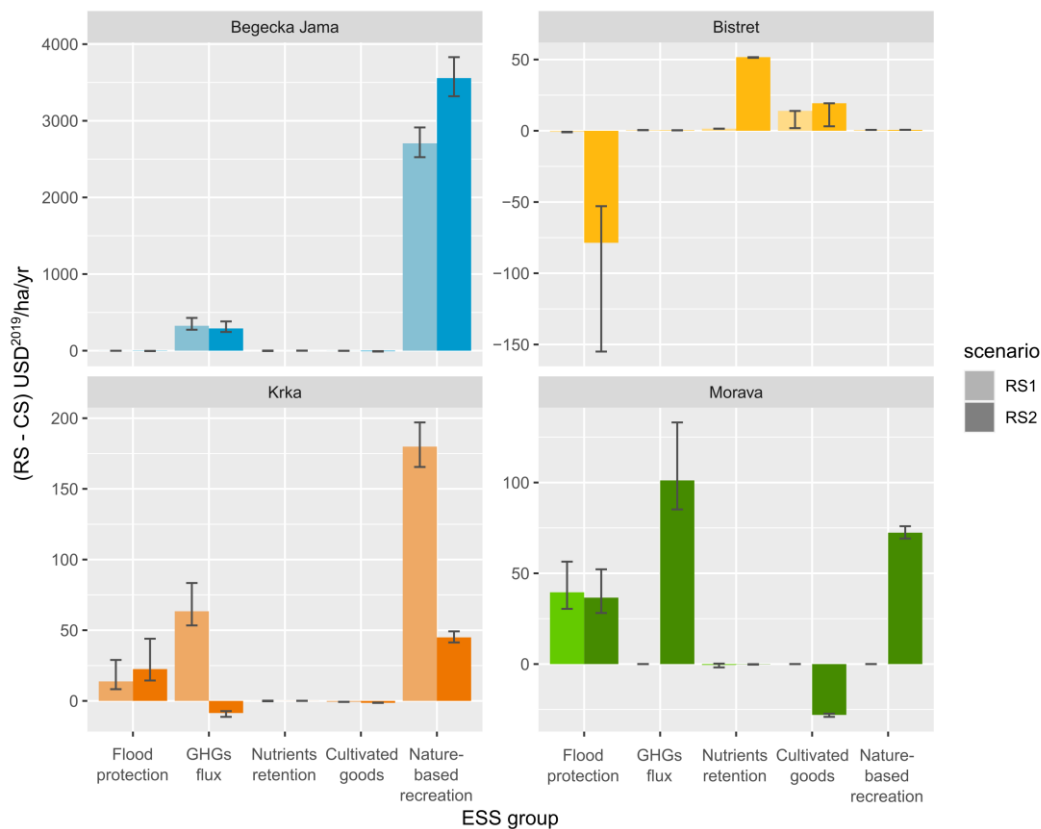 Begecka Jama
Bistret
4000
3000
2000
1000
0
50
0
−50
−100
−150
Krka
Morava
200
150
100
50
0
100
50
0
Flood
protection
GHGs
flux
Nutrients
retention
Cultivated
goods
Nature-
based
recreation
Flood
protection
GHGs
flux
Nutrients
retention
Cultivated
goods
Nature-
based
recreation
ESS group
(RS - CS) USD²⁰¹⁹/ha/yr
scenario
RS1
RS2